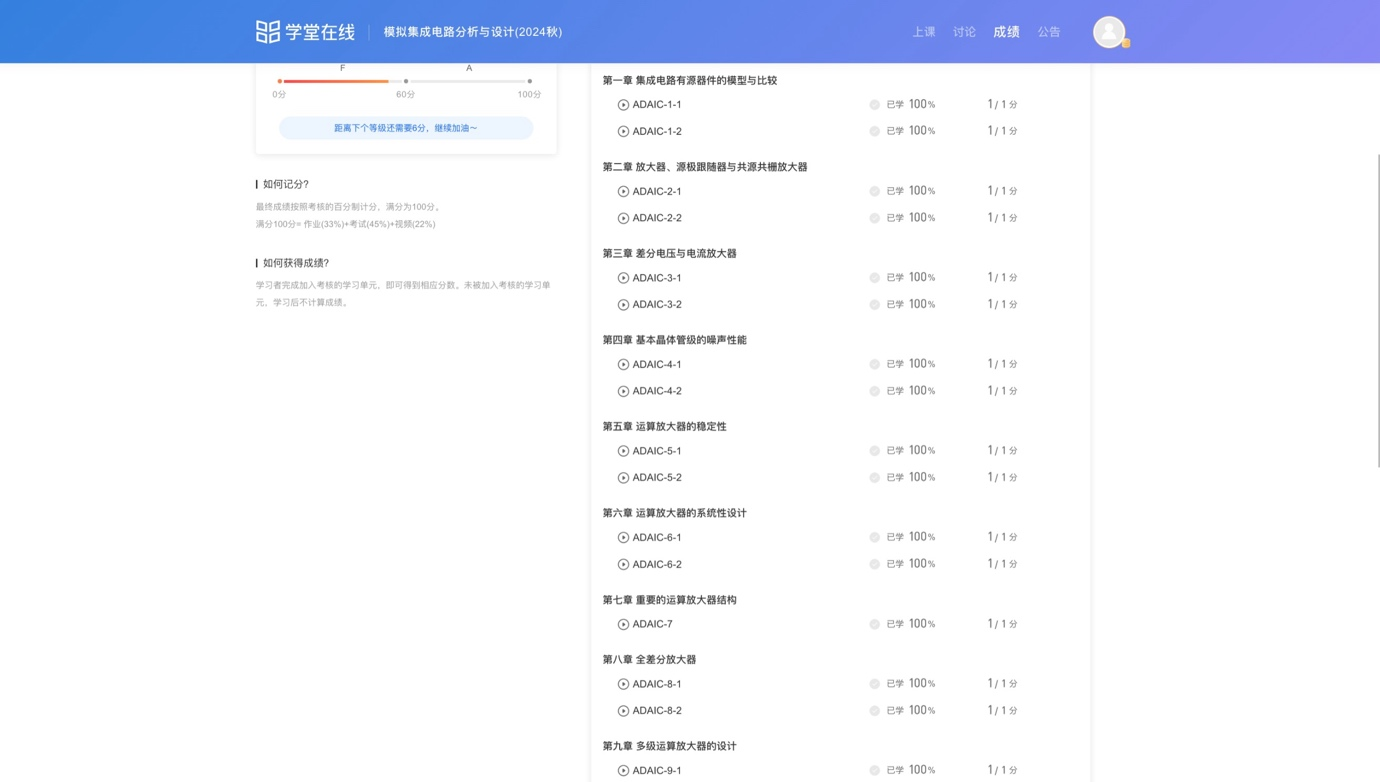 学堂在线
模拟集成电路分析与设计(2024秋)
上课 讨论 成绩 公告
F A
0分 60分 100分
距离下个等级还需要6分，继续加油～
如何记分?
最终成绩按照考核的百分制计分，满分为100分。
满分100分= 作业(33%)+考试(45%)+视频(22%)
如何获得成绩?
学习者完成加入考核的学习单元，即可得到相应分数。未被加入考核的学习单
元，学习后不计算成绩。
第一章 集成电路有源器件的模型与比较
ADAIC-1-1 已学 100% 1 / 1 分
ADAIC-1-2 已学 100% 1 / 1 分
第二章 放大器、源极跟随器与共源共栅放大器
ADAIC-2-1 已学 100% 1 / 1 分
ADAIC-2-2 已学 100% 1 / 1 分
第三章 差分电压与电流放大器
ADAIC-3-1 已学 100% 1 / 1 分
ADAIC-3-2 已学 100% 1 / 1 分
第四章 基本晶体管级的噪声性能
ADAIC-4-1 已学 100% 1 / 1 分
ADAIC-4-2 已学 100% 1 / 1 分
第五章 运算放大器的稳定性
ADAIC-5-1 已学 100% 1 / 1 分
ADAIC-5-2 已学 100% 1 / 1 分
第六章 运算放大器的系统性设计
ADAIC-6-1 已学 100% 1 / 1 分
ADAIC-6-2 已学 100% 1 / 1 分
第七章 重要的运算放大器结构
ADAIC-7 已学 100% 1 / 1 分
第八章 全差分放大器
ADAIC-8-1 已学 100% 1 / 1 分
ADAIC-8-2 已学 100% 1 / 1 分
第九章 多级运算放大器的设计
ADAIC-9-1 已学 100% 1 / 1 分